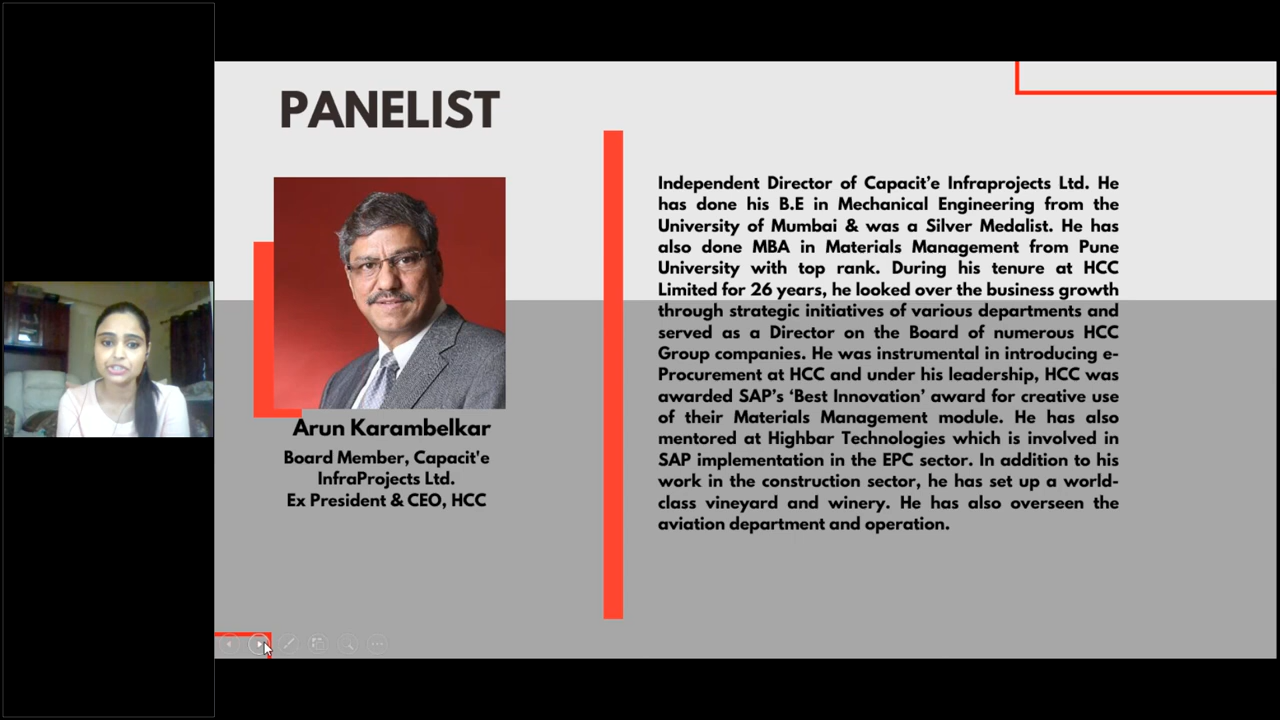 PANELIST
Arun Karambelkar
Board Member, Capacit'e
InfraProjects Ltd.
Ex President & CEO, HCC
Independent Director of Capacit’e Infraprojects Ltd. He
has done his B.E in Mechanical Engineering from the
University of Mumbai & was a Silver Medalist. He has
also done MBA in Materials Management from Pune
University with top rank. During his tenure at HCC
Limited for 26 years, he looked over the business growth
through strategic initiatives of various departments and
served as a Director on the Board of numerous HCC
Group companies. He was instrumental in introducing e-
Procurement at HCC and under his leadership, HCC was
awarded SAP’s ‘Best Innovation’ award for creative use
of their Materials Management module. He has also
mentored at Highbar Technologies which is involved in
SAP implementation in the EPC sector. In addition to his
work in the construction sector, he has set up a world-
class vineyard and winery. He has also overseen the
aviation department and operation.